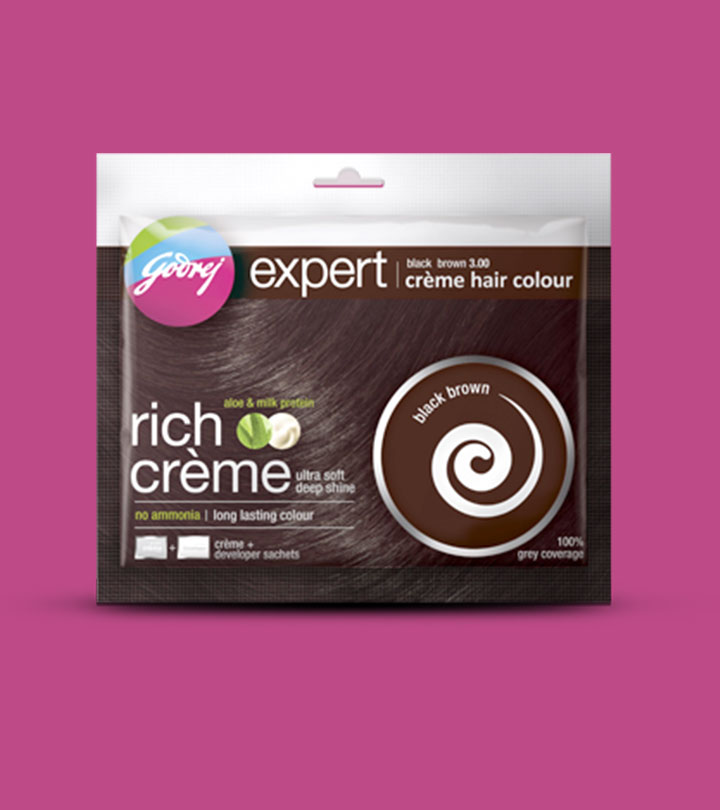 Godrej
expert
black brown 3.00
crème hair colour
aloe & milk protein
rich
crème
ultra soft
deep shine
no ammonia | long lasting colour
+
crème +
developer sachets
black brown
100%
grey coverage